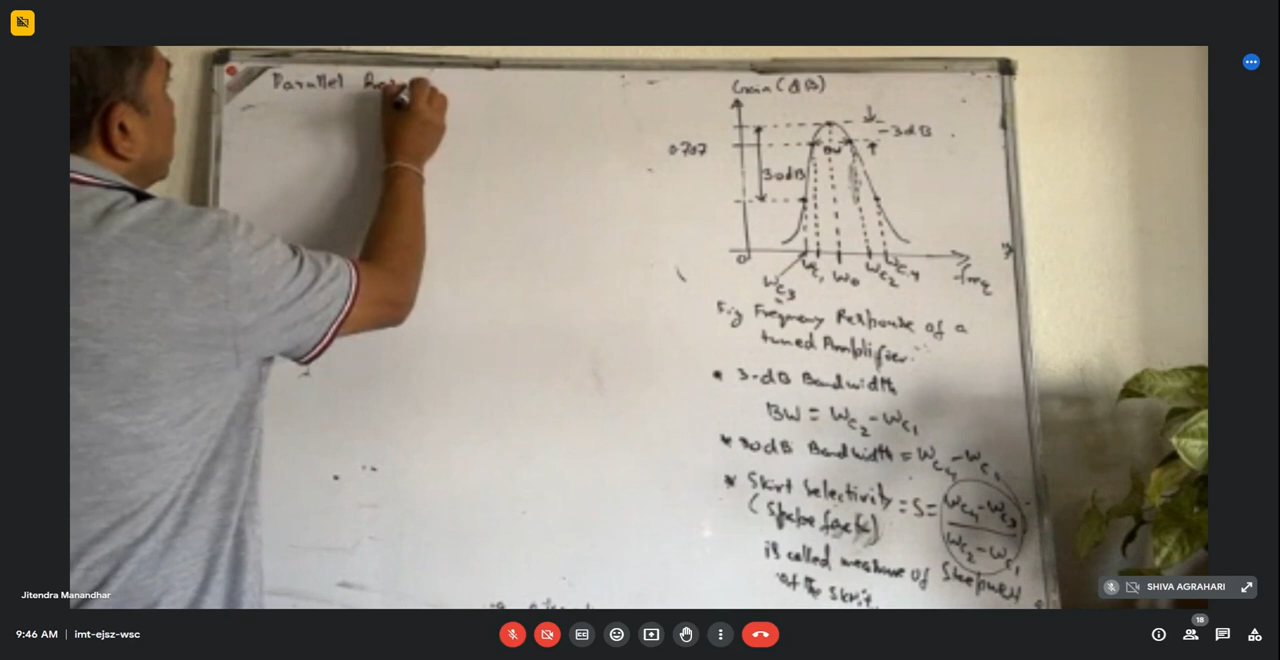 Parallel
Gain (dB)
-3dB
0.707
BW
30dB
0
ωc3 ωc1 ω0 ωc2 ωc4
freq
Fig Frequency Response of a
tuned Amplifier.
* 3-dB Bandwidth
BW = ωc2 - ωc1
* 30dB Bandwidth = ωc4 - ωc
* Skirt Selectivity = S = ωc4 - ωc3 / ωc2 - ωc1
(Shape factor)
is called measure of Steepness
of the Skirt.
Jitendra Manandhar
SHIVA AGRAHARI
9:46 AM | imt-ejsz-wsc
CC
18